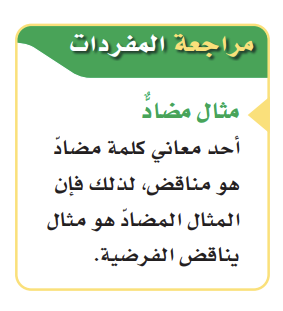 مراجعة المفردات
مثال مضادٌّ
أحد معاني كلمة مضادّ
هو مناقض، لذلك فإن
المثال المضادّ هو مثال
يناقض الفرضية.